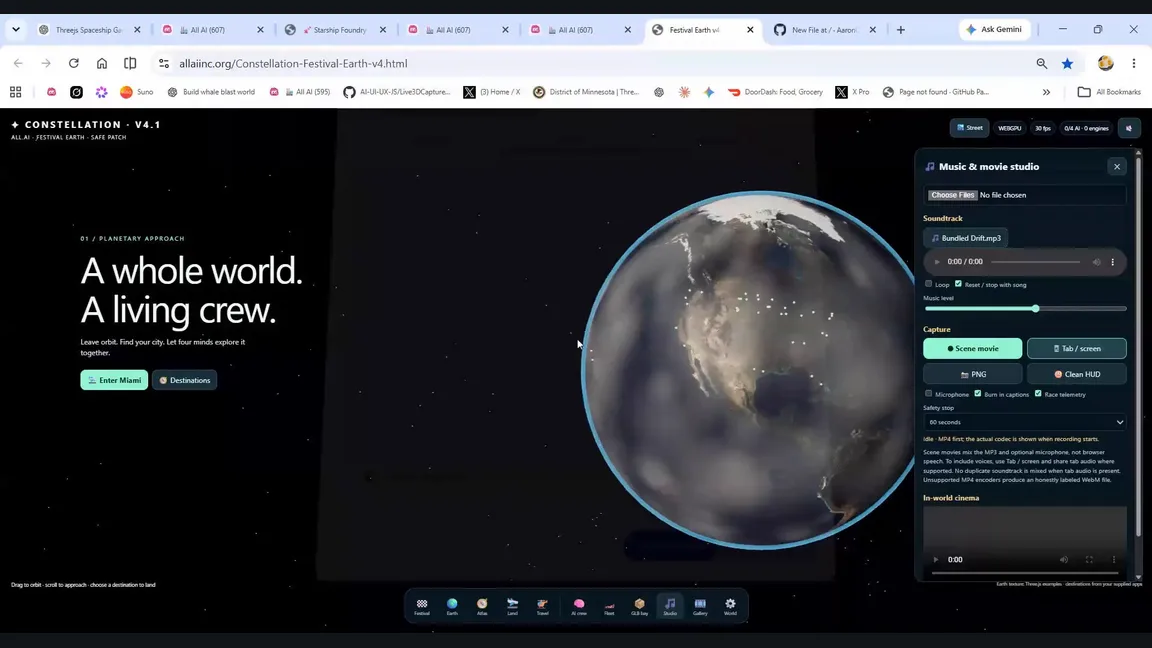 Threejs Spaceship Ga
All AI (607)
Starship Foundry
All AI (607)
All AI (607)
Festival Earth v4
New File at / - AaronL
Ask Gemini
allaiinc.org/Constellation-Festival-Earth-v4.html
Suno
Build whale blast world
All AI (595)
AI-UI-UX-JS/Live3DCapture...
(3) Home / X
District of Minnesota | Thre...
DoorDash: Food, Grocery
X Pro
Page not found · GitHub Pa...
All Bookmarks
CONSTELLATION · V4.1
ALL.AI · FESTIVAL EARTH · SAFE PATCH
Street
WEBGPU
30 fps
0/4 AI · 0 engines
01 / PLANETARY APPROACH
A whole world.
A living crew.
Leave orbit. Find your city. Let four minds explore it
together.
Enter Miami
Destinations
Music & movie studio
Choose Files No file chosen
Soundtrack
Bundled Drift.mp3
0:00 / 0:00
Loop
Reset / stop with song
Music level
Capture
Scene movie
Tab / screen
PNG
Clean HUD
Microphone
Burn in captions
Race telemetry
Safety stop
60 seconds
Idle · MP4 first; the actual codec is shown when recording starts.
Scene movies mix the MP3 and optional microphone, not browser
speech. To include voices, use Tab / screen and share tab audio where
supported. No duplicate soundtrack is mixed when tab audio is present.
Unsupported MP4 encoders produce an honestly labeled WebM file.
In-world cinema
0:00
Drag to orbit · scroll to approach · choose a destination to land
Earth texture: Three.js examples · destinations from your supplied apps
Festival
Earth
Atlas
Land
Travel
AI crew
Fleet
GLB bay
Studio
Gallery
World